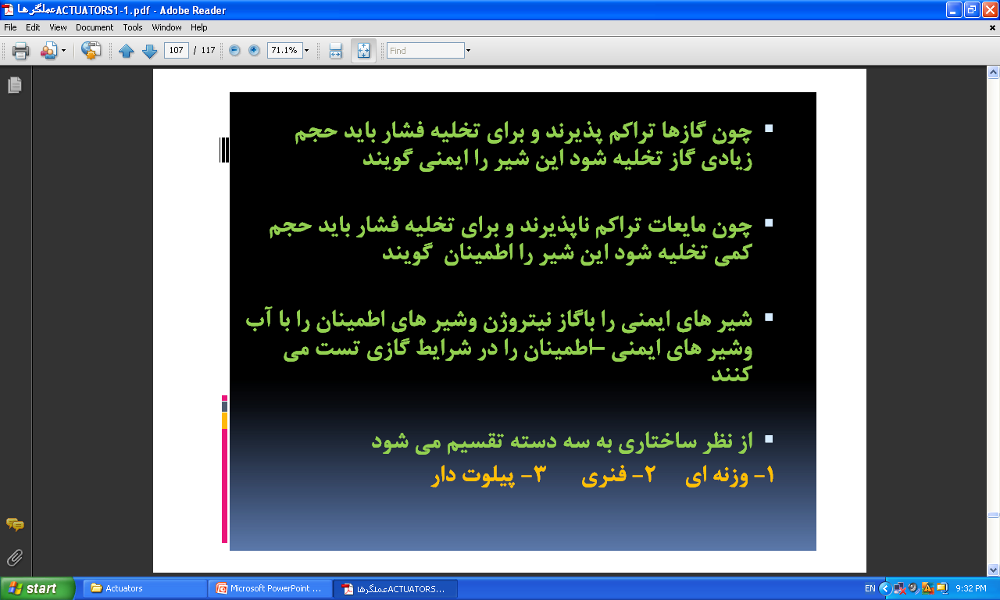 عملگرهاACTUATORS1-1.pdf - Adobe Reader
File Edit View Document Tools Window Help
107 / 117 71.1% Find
چون گازها تراکم پذیرند و برای تخلیه فشار باید حجم
زیادی گاز تخلیه شود این شیر را ایمنی گویند
چون مایعات تراکم ناپذیرند و برای تخلیه فشار باید حجم
کمی تخلیه شود این شیر را اطمینان گویند
شیر های ایمنی را باگاز نیتروژن وشیر های اطمینان را با آب
وشیر های ایمنی –اطمینان را در شرایط گازی تست می
کنند
از نظر ساختاری به سه دسته تقسیم می شود
۱- وزنه ای ۲- فنری ۳- پیلوت دار
start Actuators Microsoft PowerPoint ... عملگرهاACTUATORS... EN 9:32 PM